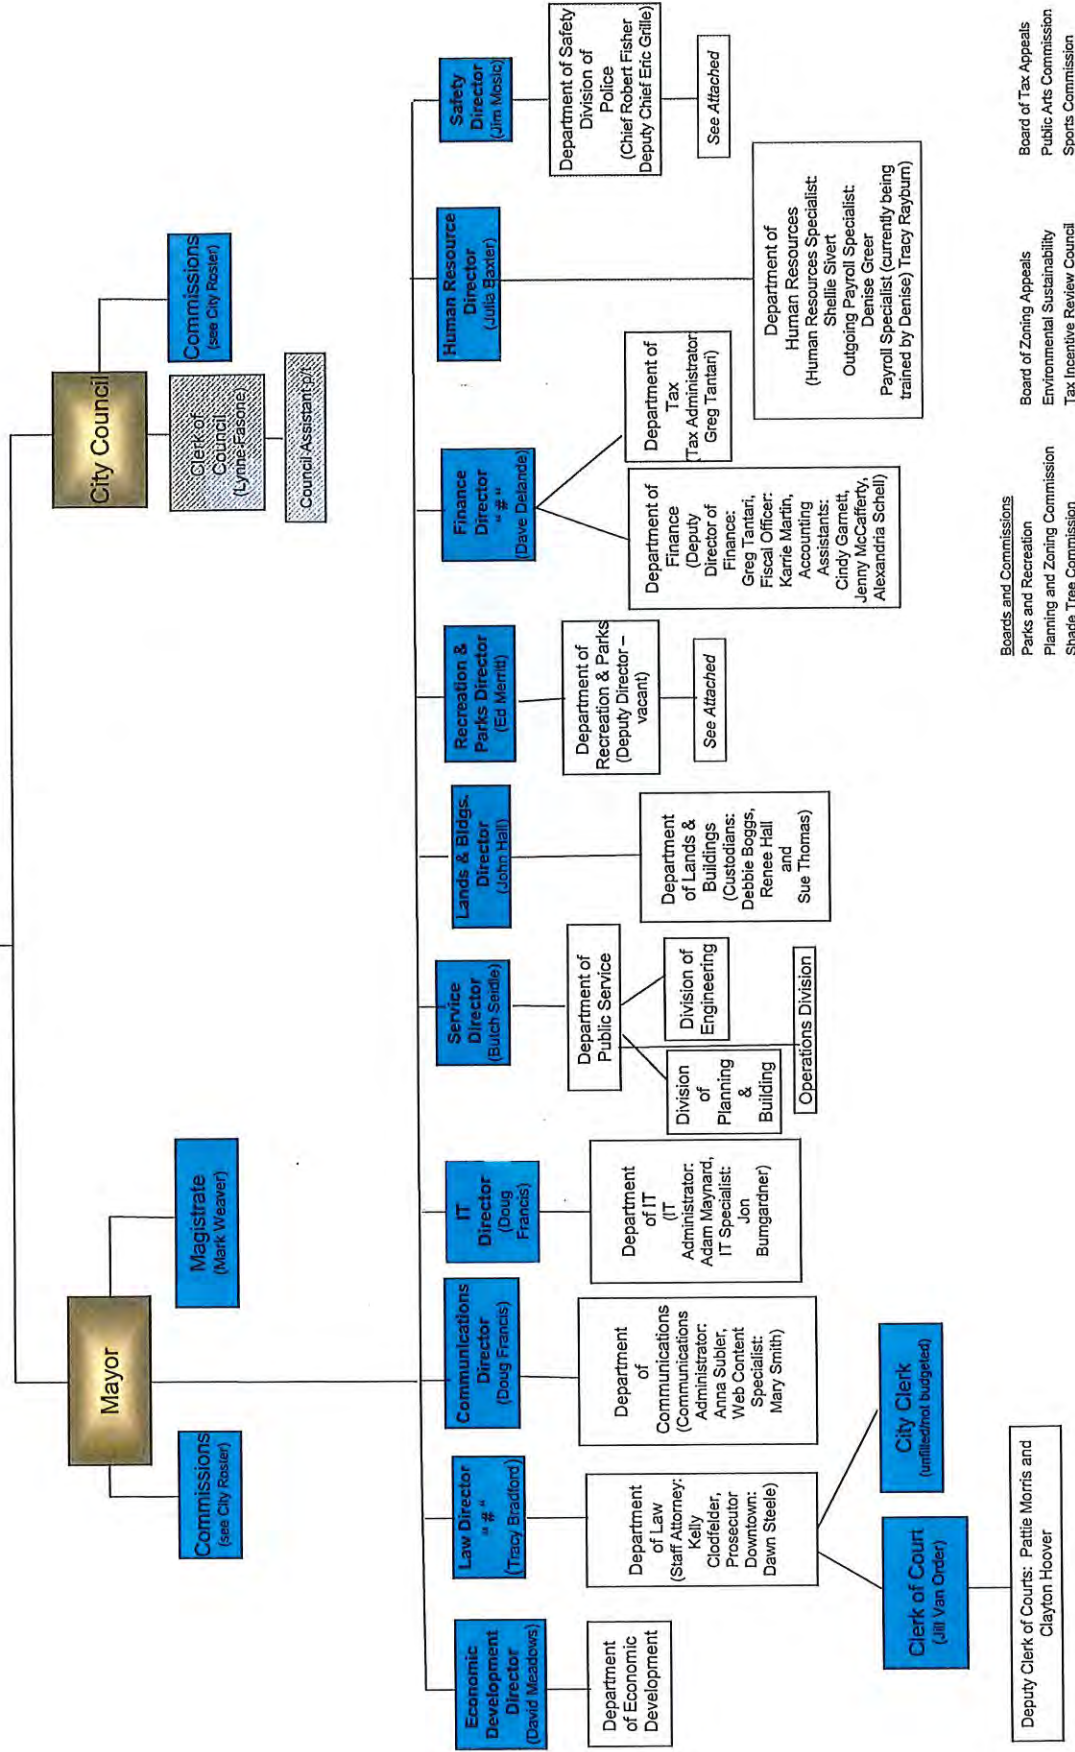 Mayor
City Council
Commissions
(see City Roster)
Magistrate
(Mark Weaver)
Clerk of
Council
(Lynne Fasone)
Commissions
(see City Roster)
Council Assistant-p/t
Economic
Development
Director
(David Meadows)
Department
of Economic
Development
Law Director
"#"
(Tracy Bradford)
Department
of Law
(Staff Attorney:
Kelly
Clodfelder,
Prosecutor
Downtown:
Dawn Steele)
Clerk of Court
(Jill Van Order)
City Clerk
(unfilled/not budgeted)
Deputy Clerk of Courts: Pattie Morris and
Clayton Hoover
Communications
Director
(Doug Francis)
Department
of
Communications
(Communications
Administrator:
Anna Subler,
Web Content
Specialist:
Mary Smith)
IT
Director
(Doug
Francis)
Department
of IT
(IT
Administrator:
Adam Maynard,
IT Specialist:
Jon
Bumgardner)
Service
Director
(Butch Seidle)
Department of
Public Service
Division
of
Planning
&
Building
Division of
Engineering
Operations Division
Lands & Bldgs.
Director
(John Hall)
Department
of Lands &
Buildings
(Custodians:
Debbie Boggs,
Renee Hall
and
Sue Thomas)
Recreation &
Parks Director
(Ed Merritt)
Department of
Recreation & Parks
(Deputy Director –
vacant)
See Attached
Finance
Director
"#"
(Dave Delande)
Department of
Finance
(Deputy
Director of
Finance:
Greg Tantari,
Fiscal Officer:
Karrie Martin,
Accounting
Assistants:
Cindy Garnett,
Jenny McCafferty,
Alexandria Schell)
Department of
Tax
(Tax Administrator:
Greg Tantari)
Human Resource
Director
(Julia Baxter)
Department of
Human Resources
(Human Resources Specialist:
Shellie Sivert
Outgoing Payroll Specialist:
Denise Greer
Payroll Specialist (currently being
trained by Denise) Tracy Rayburn)
Safety
Director
(Jim Mosic)
Department of Safety
Division of
Police
(Chief Robert Fisher
Deputy Chief Eric Grille)
See Attached
Boards and Commissions
Parks and Recreation
Planning and Zoning Commission
Shade Tree Commission
Board of Zoning Appeals
Environmental Sustainability
Tax Incentive Review Council
Board of Tax Appeals
Public Arts Commission
Sports Commission